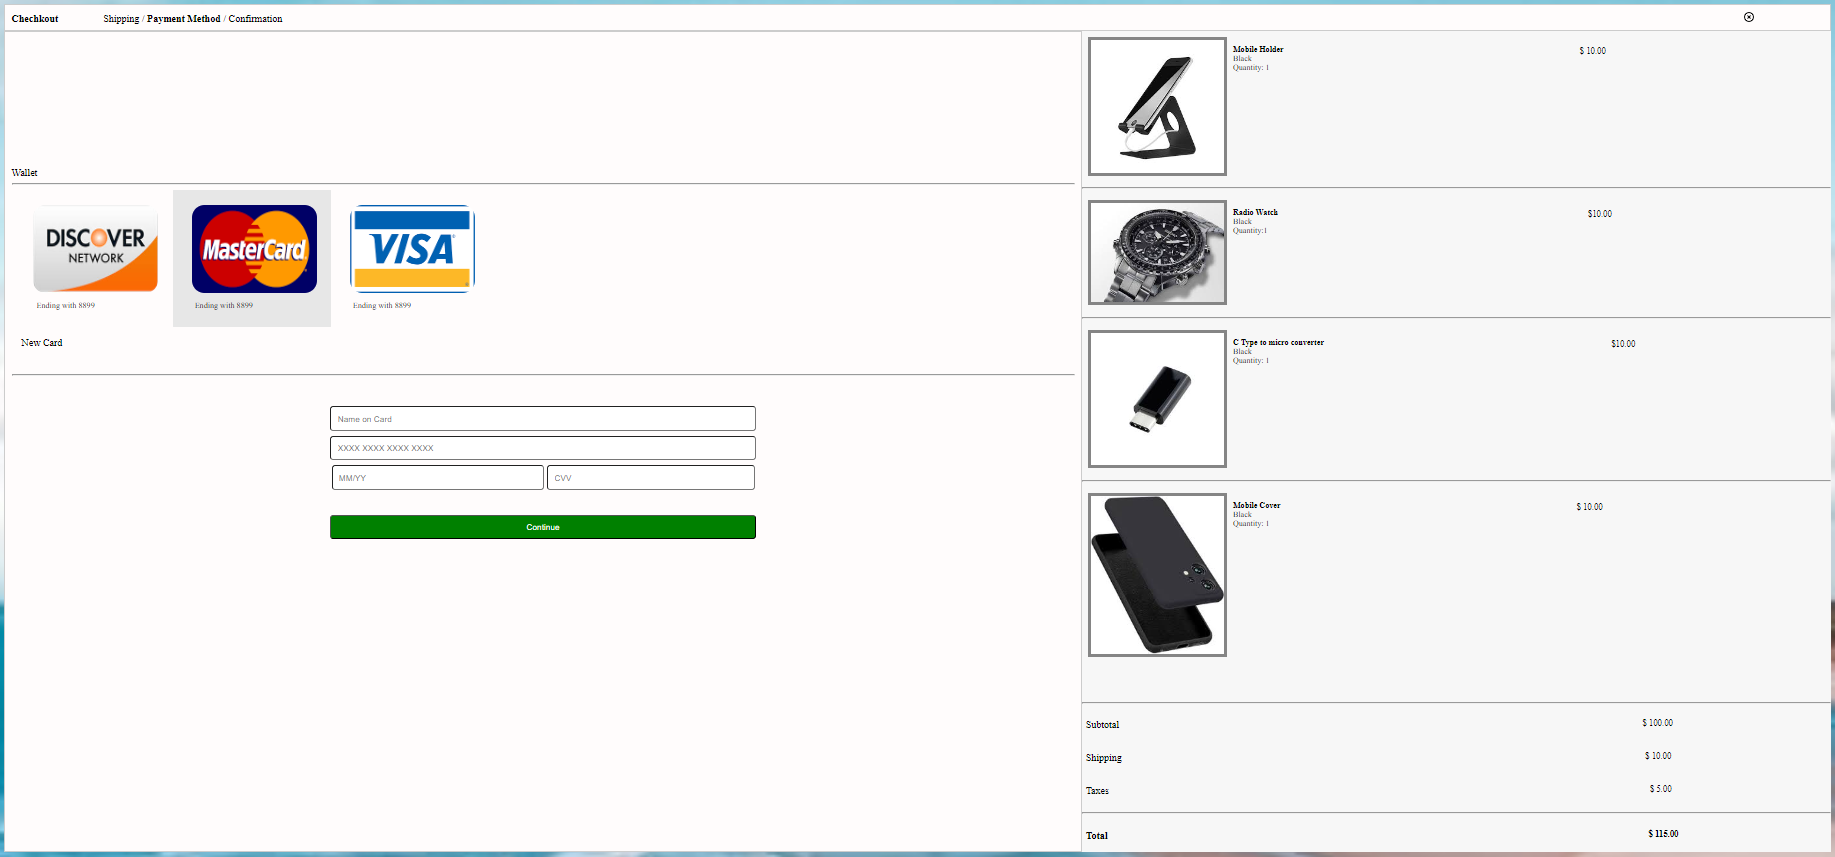 Chechkout
Shipping / Payment Method / Confirmation
Wallet
DISCOVER
NETWORK
MasterCard
VISA
Ending with 8899
Ending with 8899
Ending with 8899
New Card
Name on Card
XXXX XXXX XXXX XXXX
MM/YY
CVV
Continue
Mobile Holder
$ 10.00
Black
Quantity: 1
Radio Watch
$10.00
Black
Quantity:1
C Type to micro converter
$10.00
Black
Quantity: 1
Mobile Cover
$ 10.00
Black
Quantity: 1
Subtotal
$ 100.00
Shipping
$ 10.00
Taxes
$ 5.00
Total
$ 115.00